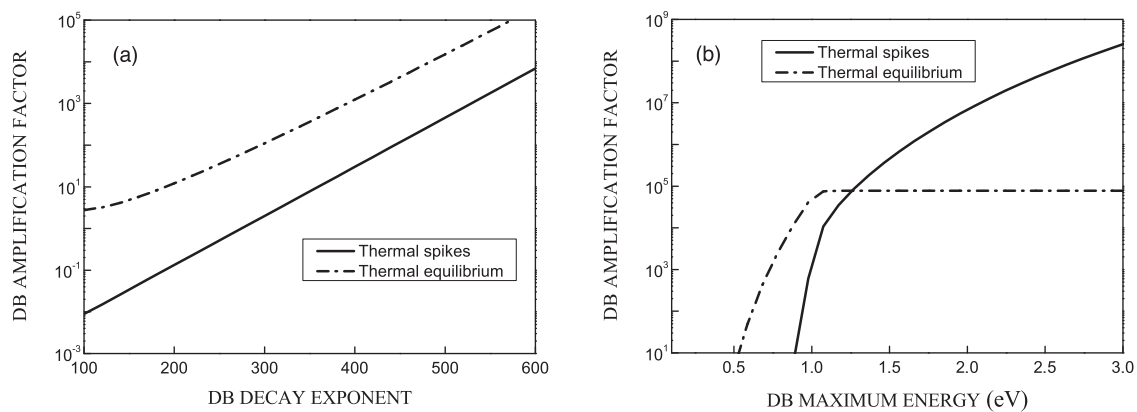 (a)
DB AMPLIFICATION FACTOR
10^5
10^3
10^1
10^-1
10^-3
Thermal spikes
Thermal equilibrium
100 200 300 400 500 600
DB DECAY EXPONENT
(b)
DB AMPLIFICATION FACTOR
10^9
10^7
10^5
10^3
10^1
Thermal spikes
Thermal equilibrium
0.5 1.0 1.5 2.0 2.5 3.0
DB MAXIMUM ENERGY (eV)